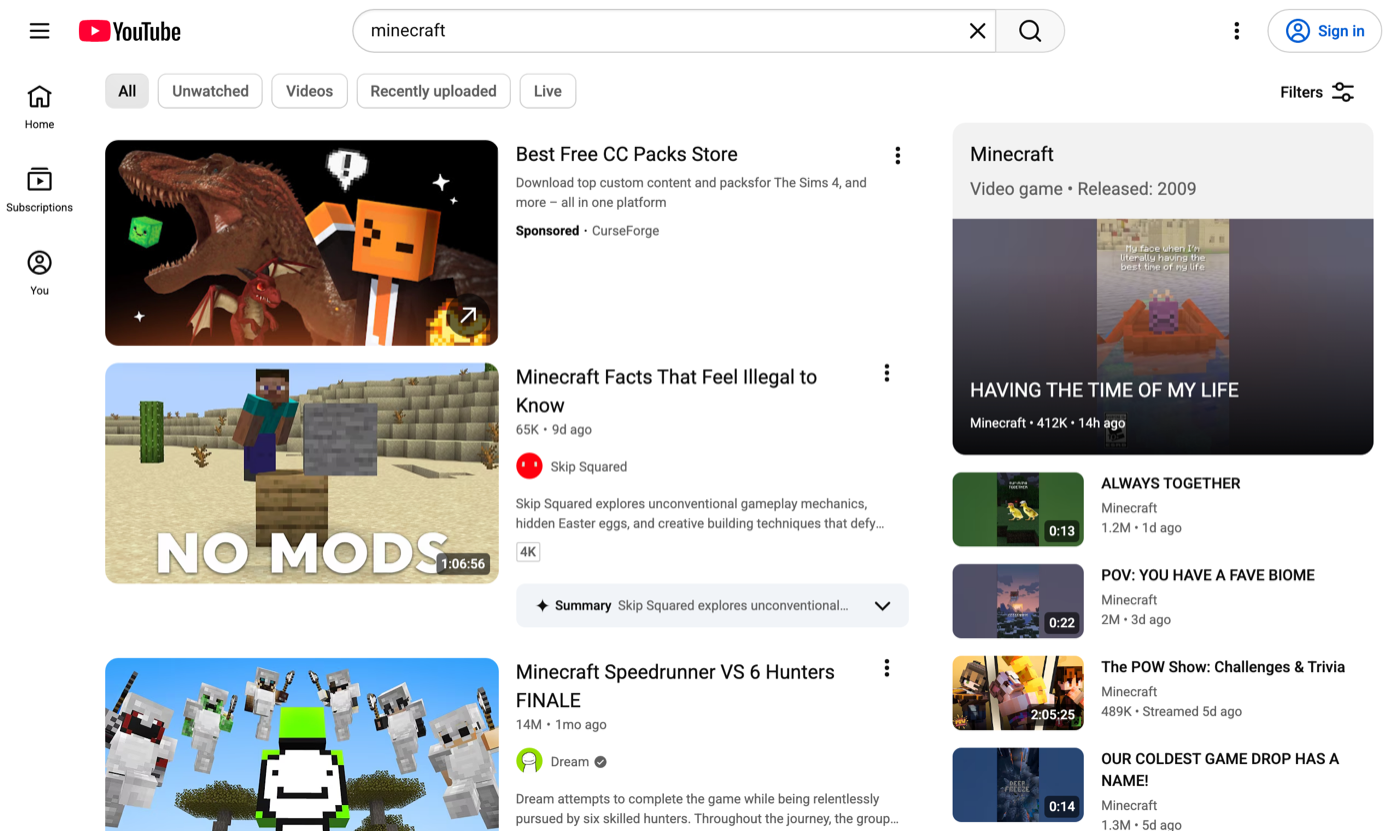 YouTube
minecraft
Sign in
Home
Subscriptions
You
All
Unwatched
Videos
Recently uploaded
Live
Filters
!
Best Free CC Packs Store
Download top custom content and packsfor The Sims 4, and
more – all in one platform
Sponsored · CurseForge
NO MODS
1:06:56
Minecraft Facts That Feel Illegal to
Know
65K • 9d ago
Skip Squared
Skip Squared explores unconventional gameplay mechanics,
hidden Easter eggs, and creative building techniques that defy…
4K
Summary Skip Squared explores unconventional…
Minecraft Speedrunner VS 6 Hunters
FINALE
14M • 1mo ago
Dream
Dream attempts to complete the game while being relentlessly
pursued by six skilled hunters. Throughout the journey, the group…
Minecraft
Video game • Released: 2009
My face when I'm
literally having the
best time of my life
HAVING THE TIME OF MY LIFE
Minecraft • 412K • 14h ago
0:13
ALWAYS TOGETHER
Minecraft
1.2M • 1d ago
0:22
POV: YOU HAVE A FAVE BIOME
Minecraft
2M • 3d ago
2:05:25
The POW Show: Challenges & Trivia
Minecraft
489K • Streamed 5d ago
DEEP
FREEZE
0:14
OUR COLDEST GAME DROP HAS A
NAME!
Minecraft
1.3M • 5d ago